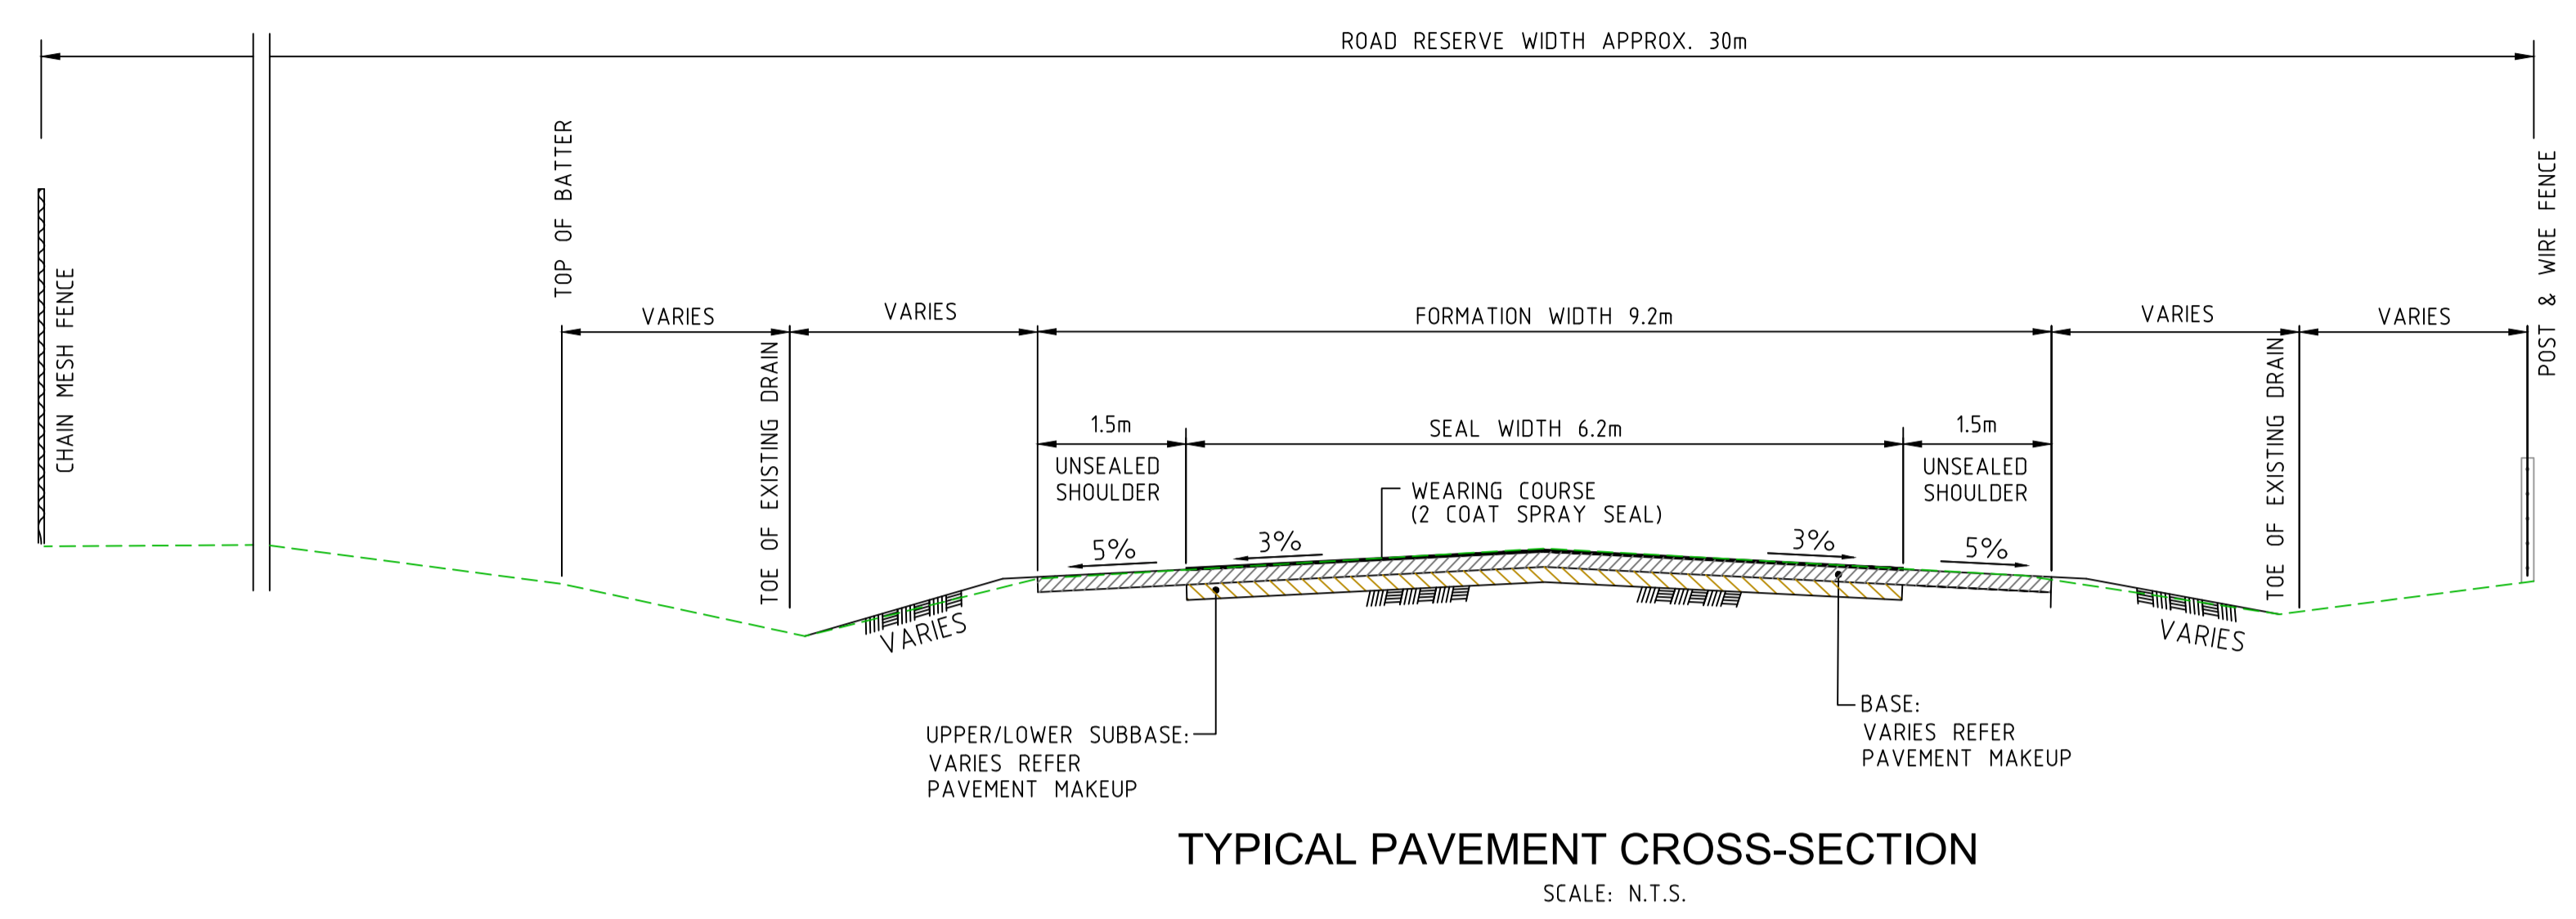 ROAD RESERVE WIDTH APPROX. 30m
TOP OF BATTER
CHAIN MESH FENCE
POST & WIRE FENCE
VARIES
VARIES
FORMATION WIDTH 9.2m
VARIES
VARIES
TOE OF EXISTING DRAIN
TOE OF EXISTING DRAIN
1.5m
SEAL WIDTH 6.2m
1.5m
UNSEALED
SHOULDER
UNSEALED
SHOULDER
WEARING COURSE
(2 COAT SPRAY SEAL)
5%
3%
3%
5%
VARIES
VARIES
UPPER/LOWER SUBBASE:
VARIES REFER
PAVEMENT MAKEUP
BASE:
VARIES REFER
PAVEMENT MAKEUP
TYPICAL PAVEMENT CROSS-SECTION
SCALE: N.T.S.